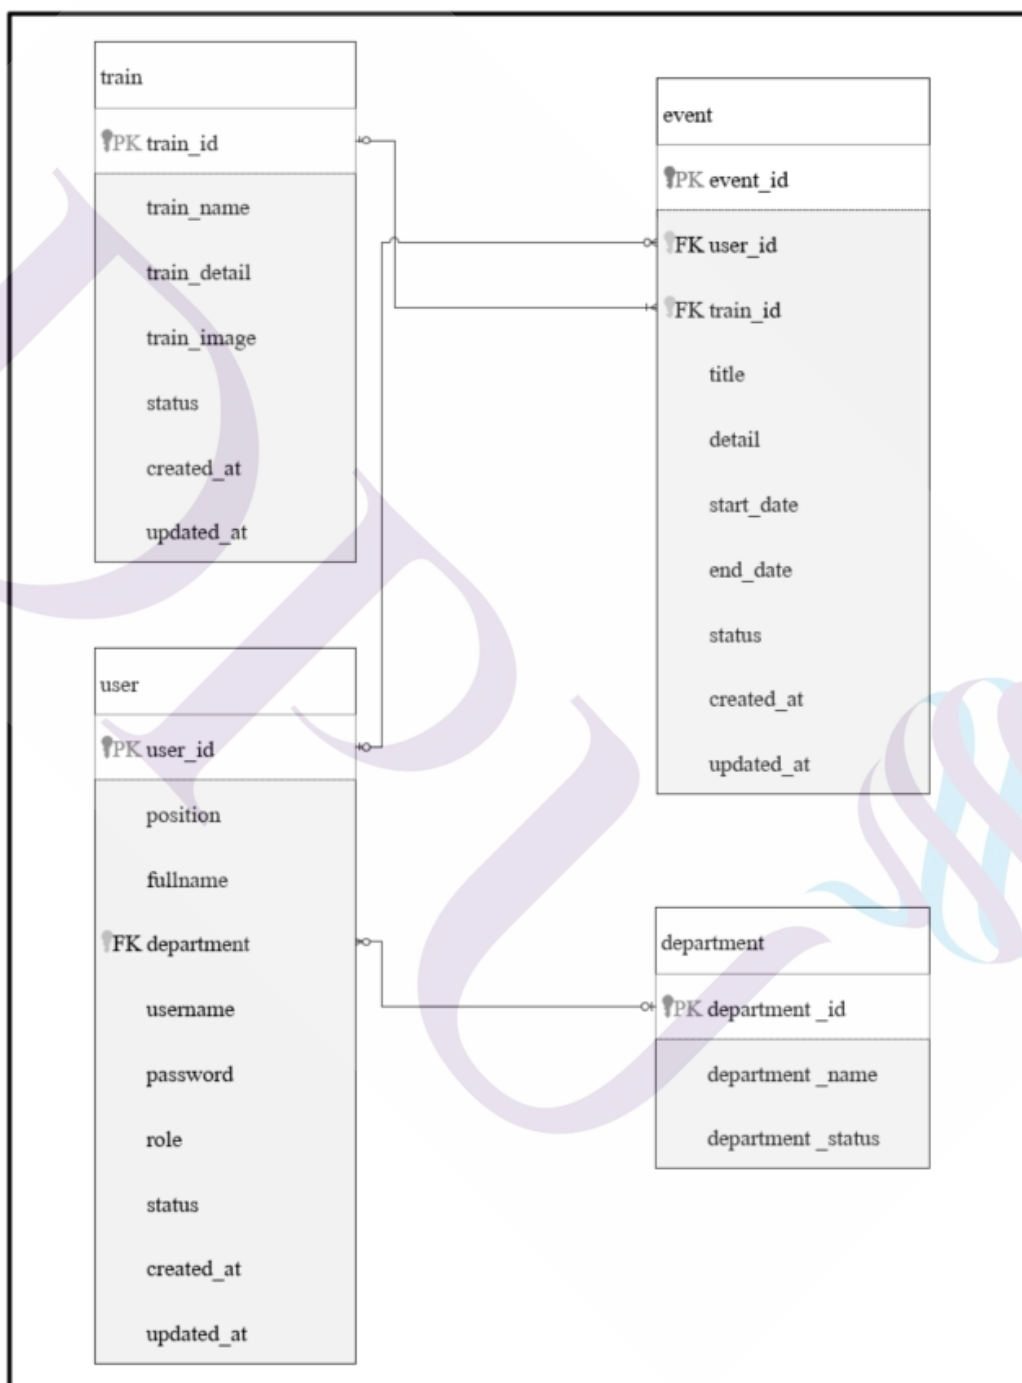 train
PK train_id
train_name
train_detail
train_image
status
created_at
updated_at
event
PK event_id
FK user_id
FK train_id
title
detail
start_date
end_date
status
created_at
updated_at
user
PK user_id
position
fullname
FK department
username
password
role
status
created_at
updated_at
department
PK department _id
department _name
department _status
DPU